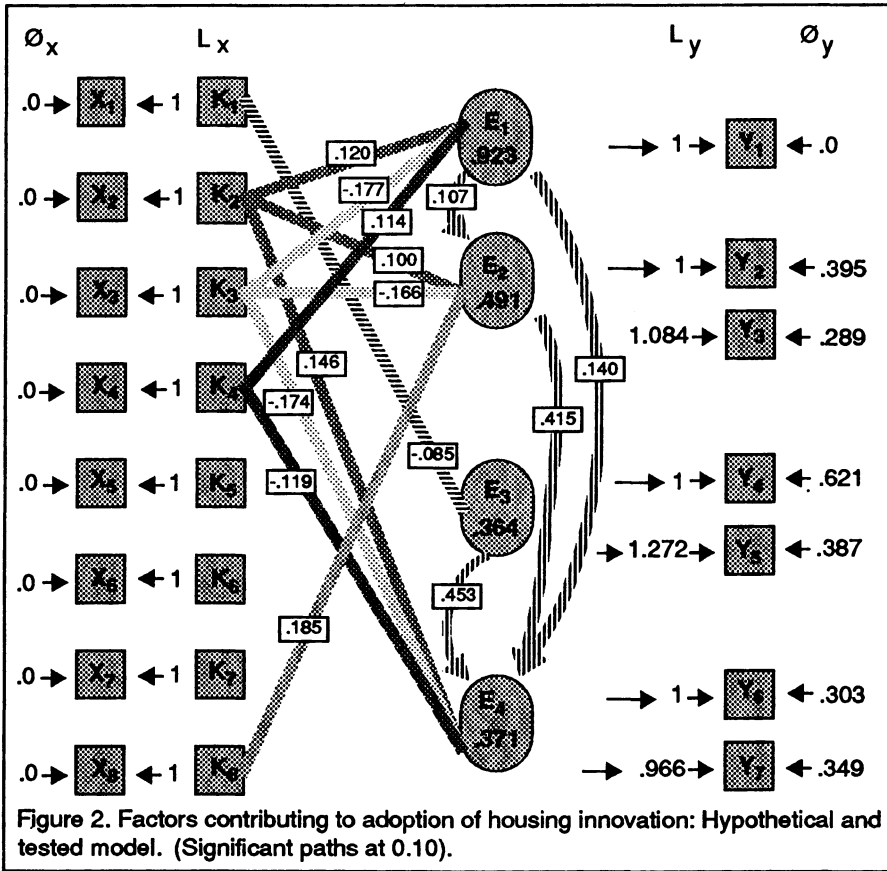 Øx Lx Ly Øy
.0 X1 1 K1
E1
.923
1 Y1 .0
.120
.0 X2 1 K2
-.177
.107
.114
.100
E2
.491
1 Y2 .395
.0 X3 1 K3
-.166
1.084 Y3 .289
.146
.140
.0 X4 1 K4
-.174
.415
-.085
-.119
.0 X5 1 K5
E3
.364
1 Y4 .621
1.272 Y5 .387
.0 X6 1 K6
.453
.185
.0 X7 1 K7
E4
.371
1 Y6 .303
.0 X8 1 K8
.966 Y7 .349
Figure 2. Factors contributing to adoption of housing innovation: Hypothetical and
tested model. (Significant paths at 0.10).